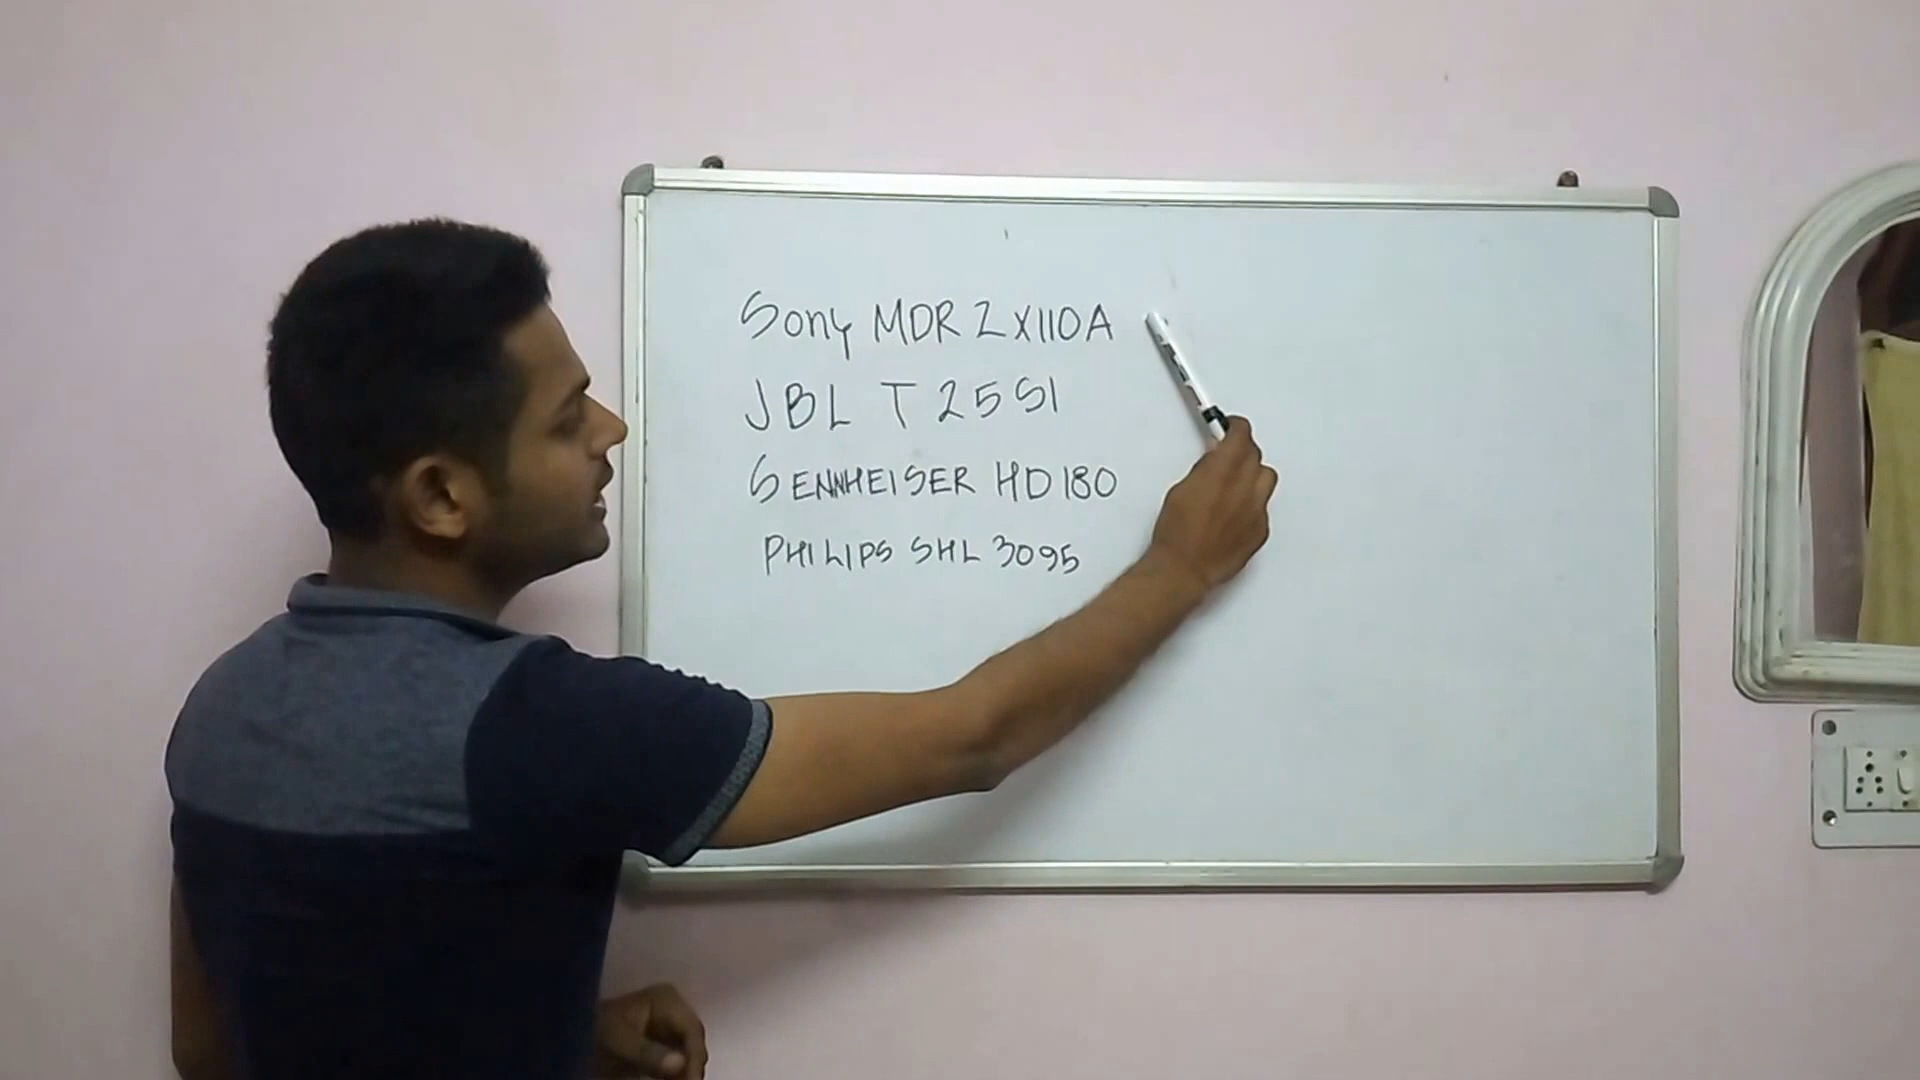 Sony MDR ZX110A
JBL T25SI
SENNHEISER HD180
PHILIPS SHL 3095